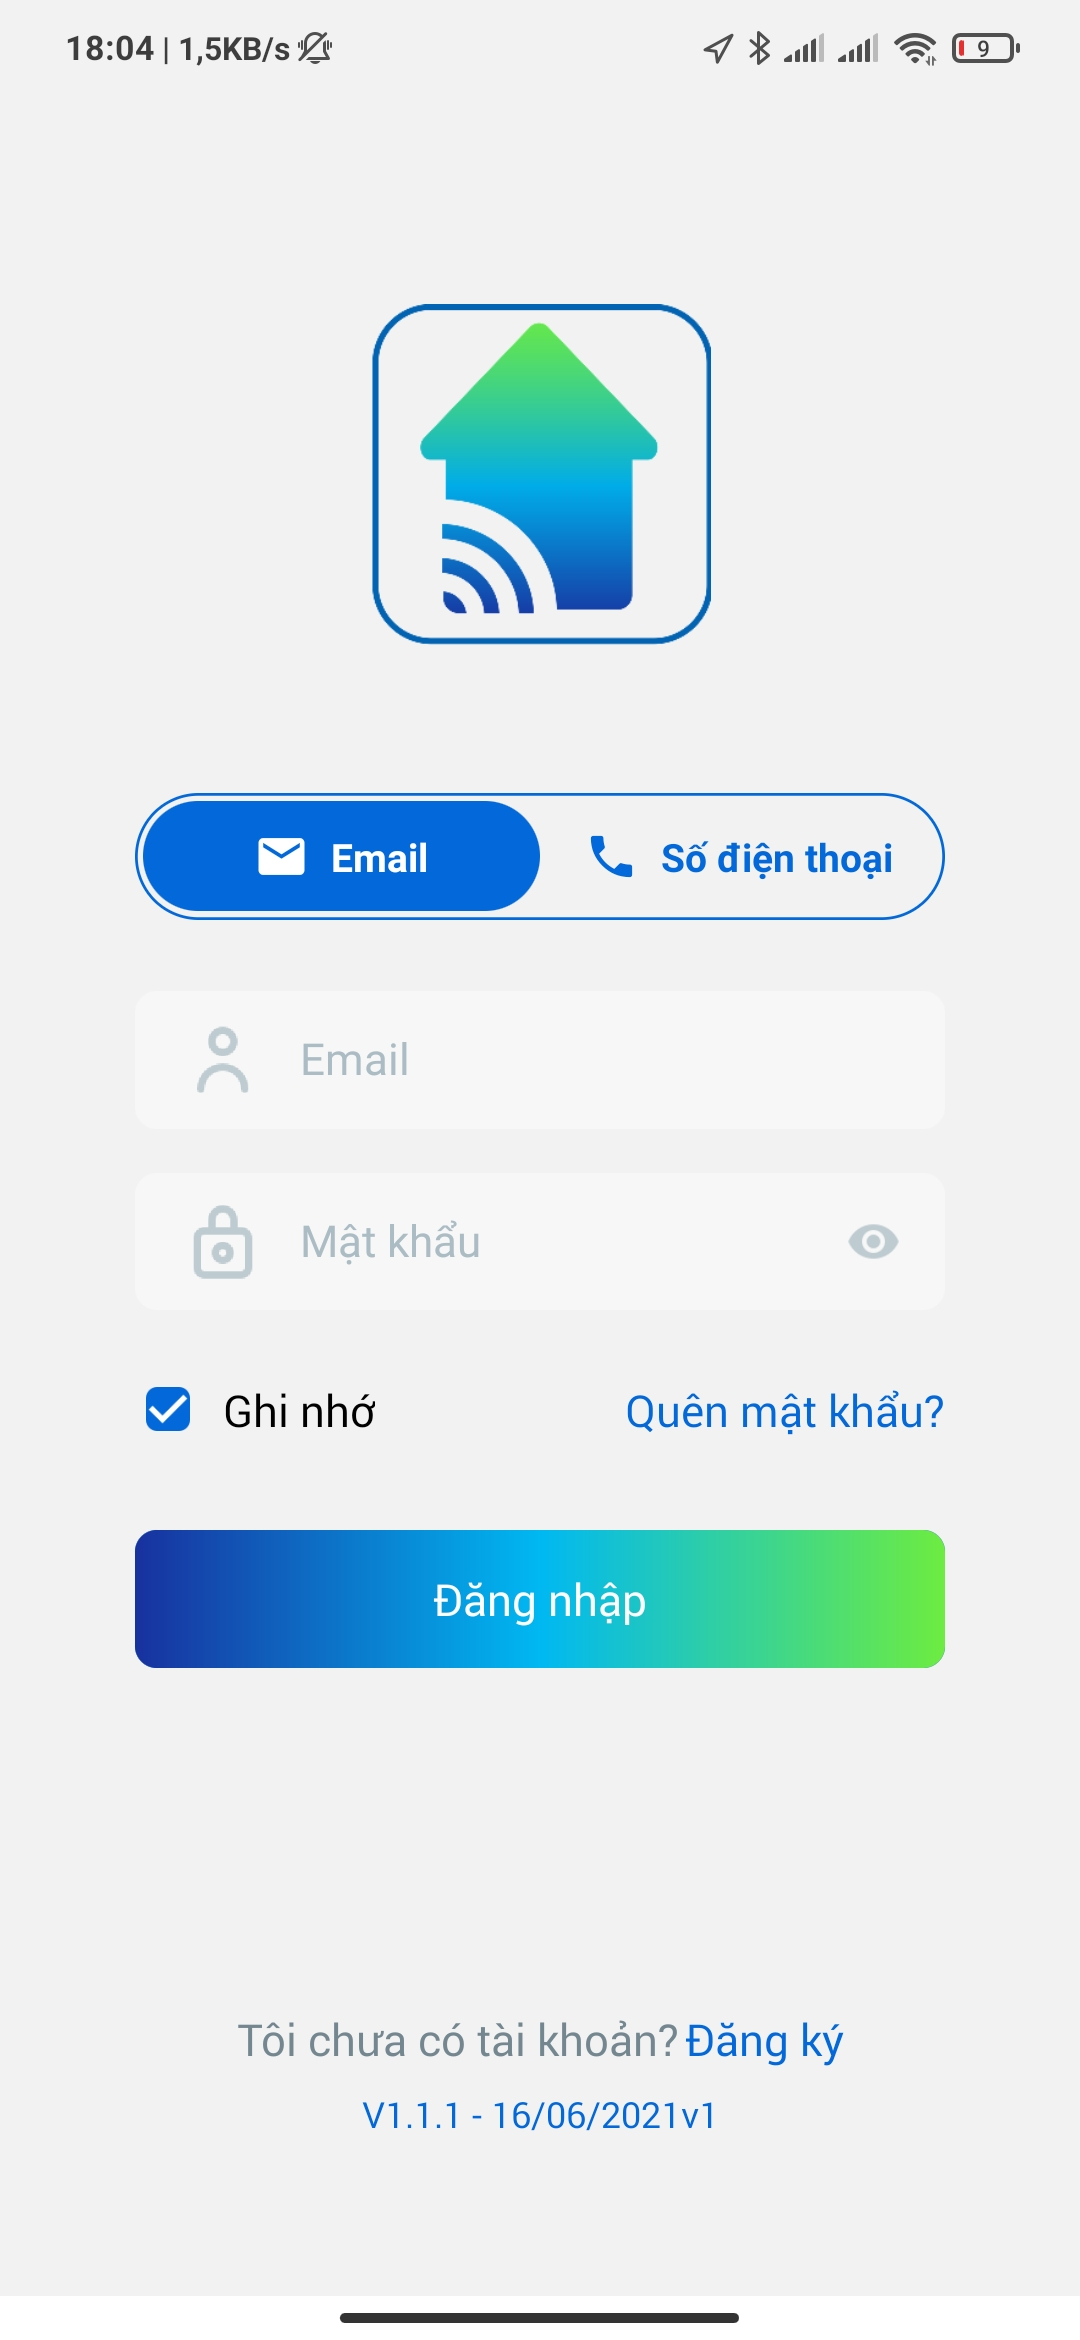 18:04 | 1,5KB/s
9
Email
Số điện thoại
Email
Mật khẩu
Ghi nhớ
Quên mật khẩu?
Đăng nhập
Tôi chưa có tài khoản? Đăng ký
V1.1.1 - 16/06/2021v1